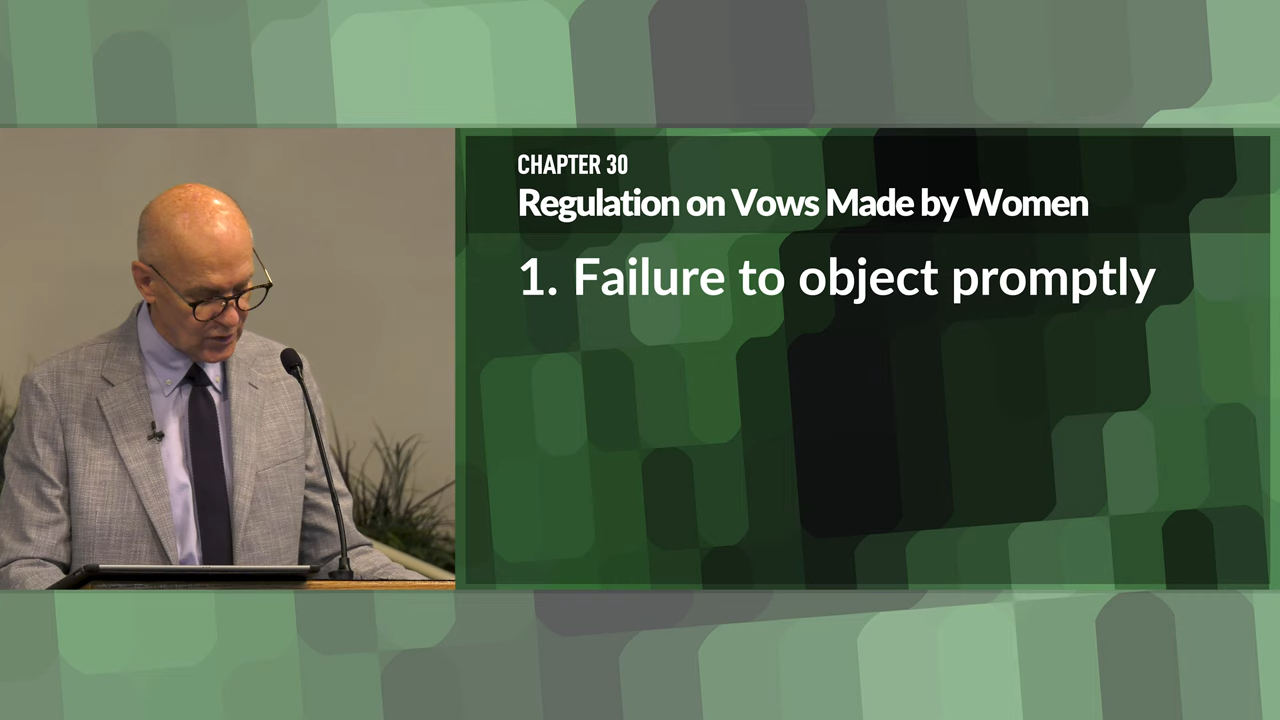 CHAPTER 30
Regulation on Vows Made by Women
1. Failure to object promptly